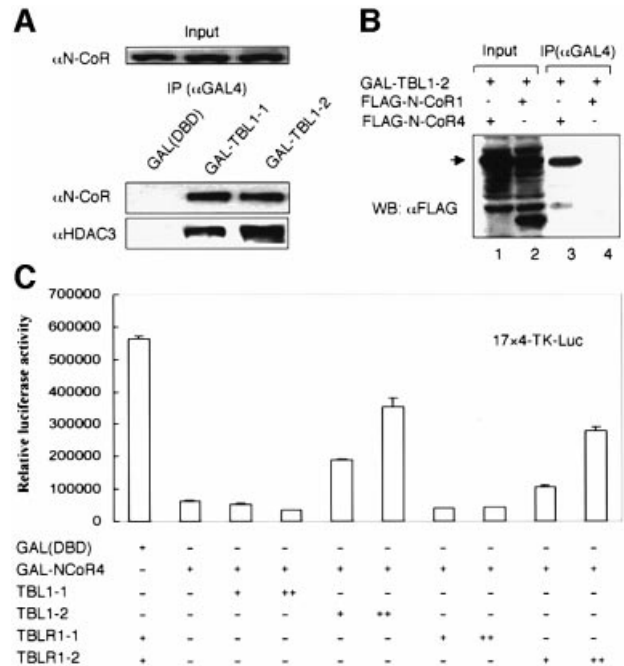 A
Input
αN-CoR
IP (αGAL4)
GAL(DBD)
GAL-TBL1-1
GAL-TBL1-2
αN-CoR
αHDAC3
B
Input IP(αGAL4)
GAL-TBL1-2 + + + +
FLAG-N-CoR1 - + - +
FLAG-N-CoR4 + - + -
WB: αFLAG
1 2 3 4
C
700000
600000
500000
400000
300000
200000
100000
0
Relative luciferase activity
17×4-TK-Luc
GAL(DBD) + - - - - - - - - -
GAL-NCoR4 - + + + + + + + + +
TBL1-1 - - + ++ - - - - - -
TBL1-2 - - - - + ++ - - - -
TBLR1-1 + - - - - - + ++ - -
TBLR1-2 + - - - - - - - + ++